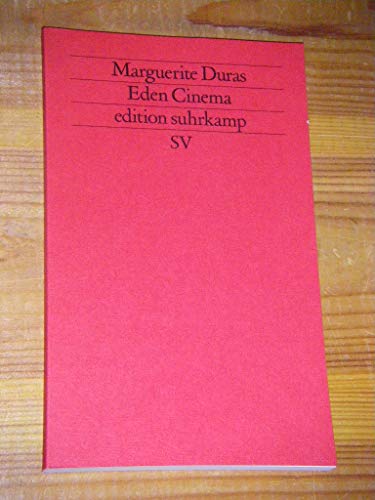 Marguerite Duras
Eden Cinema
edition suhrkamp
SV